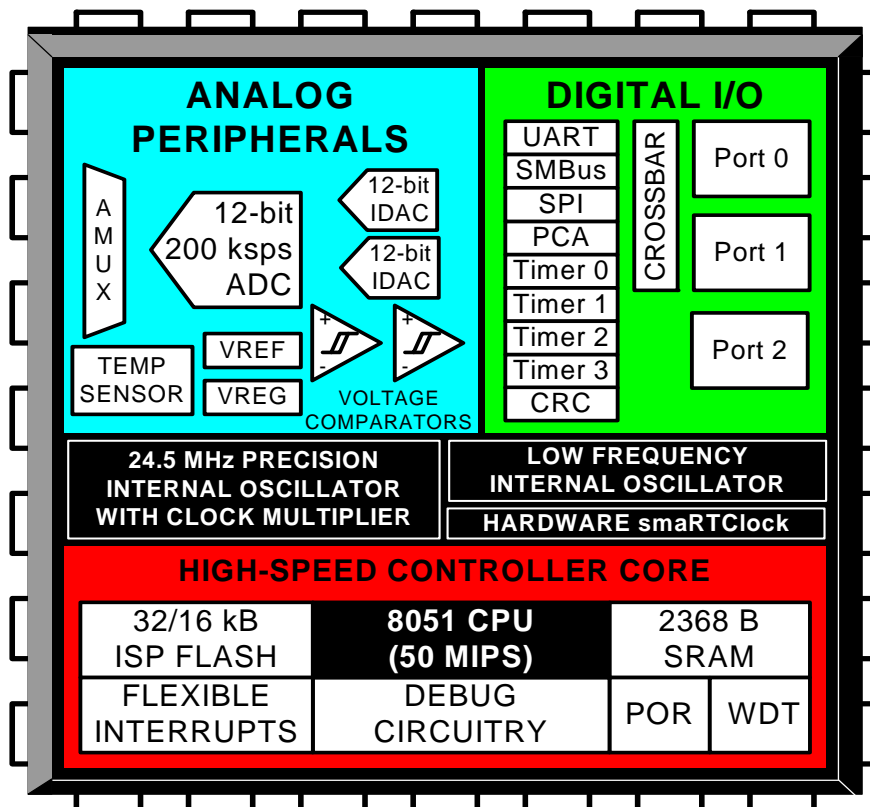 ANALOG
PERIPHERALS
A
M
U
X
12-bit
200 ksps
ADC
12-bit
IDAC
12-bit
IDAC
TEMP
SENSOR
VREF
VREG
+
-
+
-
VOLTAGE
COMPARATORS
DIGITAL I/O
UART
SMBus
SPI
PCA
Timer 0
Timer 1
Timer 2
Timer 3
CRC
CROSSBAR
Port 0
Port 1
Port 2
24.5 MHz PRECISION
INTERNAL OSCILLATOR
WITH CLOCK MULTIPLIER
LOW FREQUENCY
INTERNAL OSCILLATOR
HARDWARE smaRTClock
HIGH-SPEED CONTROLLER CORE
32/16 kB
ISP FLASH
8051 CPU
(50 MIPS)
2368 B
SRAM
FLEXIBLE
INTERRUPTS
DEBUG
CIRCUITRY
POR
WDT